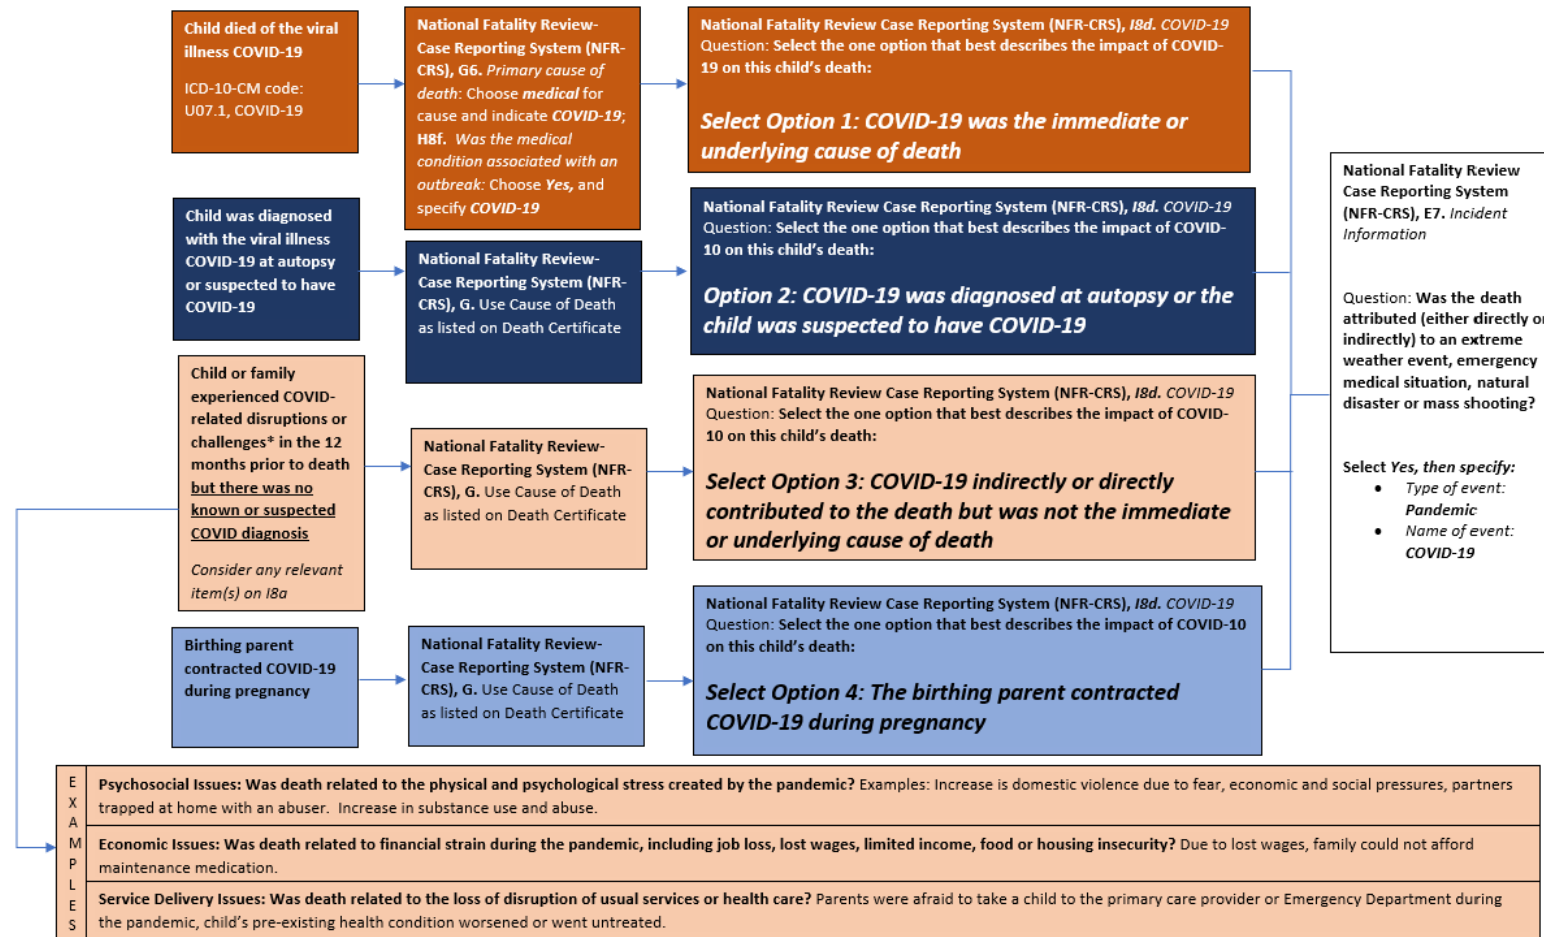 Child died of the viral
illness COVID-19
ICD-10-CM code:
U07.1, COVID-19
National Fatality Review-
Case Reporting System (NFR-
CRS), G6. Primary cause of
death: Choose medical for
cause and indicate COVID-19;
H8f. Was the medical
condition associated with an
outbreak: Choose Yes, and
specify COVID-19
National Fatality Review Case Reporting System (NFR-CRS), I8d. COVID-19
Question: Select the one option that best describes the impact of COVID-
19 on this child's death:
Select Option 1: COVID-19 was the immediate or
underlying cause of death
Child was diagnosed
with the viral illness
COVID-19 at autopsy
or suspected to have
COVID-19
National Fatality Review-
Case Reporting System (NFR-
CRS), G. Use Cause of Death
as listed on Death Certificate
National Fatality Review Case Reporting System (NFR-CRS), I8d. COVID-19
Question: Select the one option that best describes the impact of COVID-
10 on this child's death:
Option 2: COVID-19 was diagnosed at autopsy or the
child was suspected to have COVID-19
Child or family
experienced COVID-
related disruptions or
challenges* in the 12
months prior to death
but there was no
known or suspected
COVID diagnosis
Consider any relevant
item(s) on I8a
National Fatality Review-
Case Reporting System (NFR-
CRS), G. Use Cause of Death
as listed on Death Certificate
National Fatality Review Case Reporting System (NFR-CRS), I8d. COVID-19
Question: Select the one option that best describes the impact of COVID-
10 on this child's death:
Select Option 3: COVID-19 indirectly or directly
contributed to the death but was not the immediate
or underlying cause of death
Birthing parent
contracted COVID-19
during pregnancy
National Fatality Review-
Case Reporting System (NFR-
CRS), G. Use Cause of Death
as listed on Death Certificate
National Fatality Review Case Reporting System (NFR-CRS), I8d. COVID-19
Question: Select the one option that best describes the impact of COVID-10
on this child's death:
Select Option 4: The birthing parent contracted
COVID-19 during pregnancy
National Fatality Review
Case Reporting System
(NFR-CRS), E7. Incident
Information
Question: Was the death
attributed (either directly or
indirectly) to an extreme
weather event, emergency
medical situation, natural
disaster or mass shooting?
Select Yes, then specify:
• Type of event:
Pandemic
• Name of event:
COVID-19
EXAMPLES
Psychosocial Issues: Was death related to the physical and psychological stress created by the pandemic? Examples: Increase is domestic violence due to fear, economic and social pressures, partners
trapped at home with an abuser. Increase in substance use and abuse.
Economic Issues: Was death related to financial strain during the pandemic, including job loss, lost wages, limited income, food or housing insecurity? Due to lost wages, family could not afford
maintenance medication.
Service Delivery Issues: Was death related to the loss of disruption of usual services or health care? Parents were afraid to take a child to the primary care provider or Emergency Department during
the pandemic, child's pre-existing health condition worsened or went untreated.